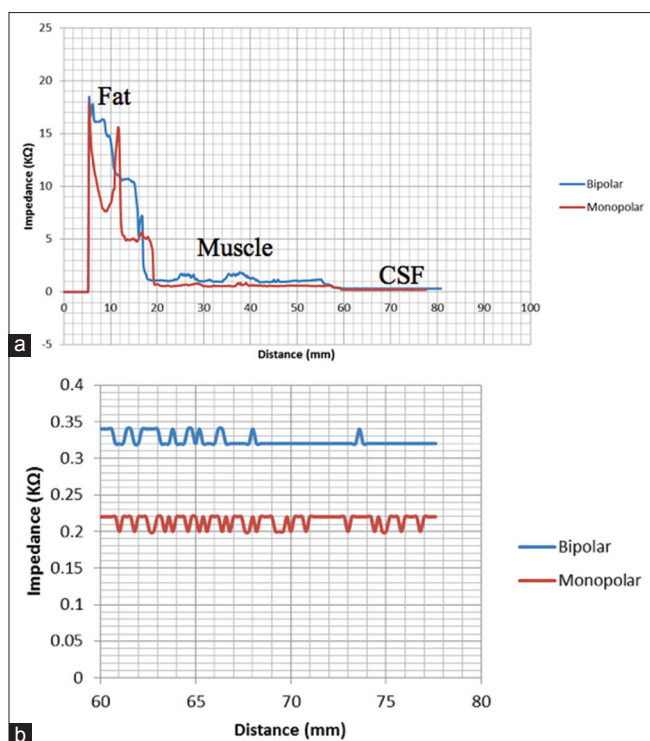 25
20
15
10
5
0
-5
Impedance (KΩ)
Fat
Muscle
CSF
Bipolar
Monopolar
0 10 20 30 40 50 60 70 80 90 100
Distance (mm)
a
0.4
0.35
0.3
0.25
0.2
0.15
0.1
0.05
0
Impedance (KΩ)
Bipolar
Monopolar
60 65 70 75 80
Distance (mm)
b